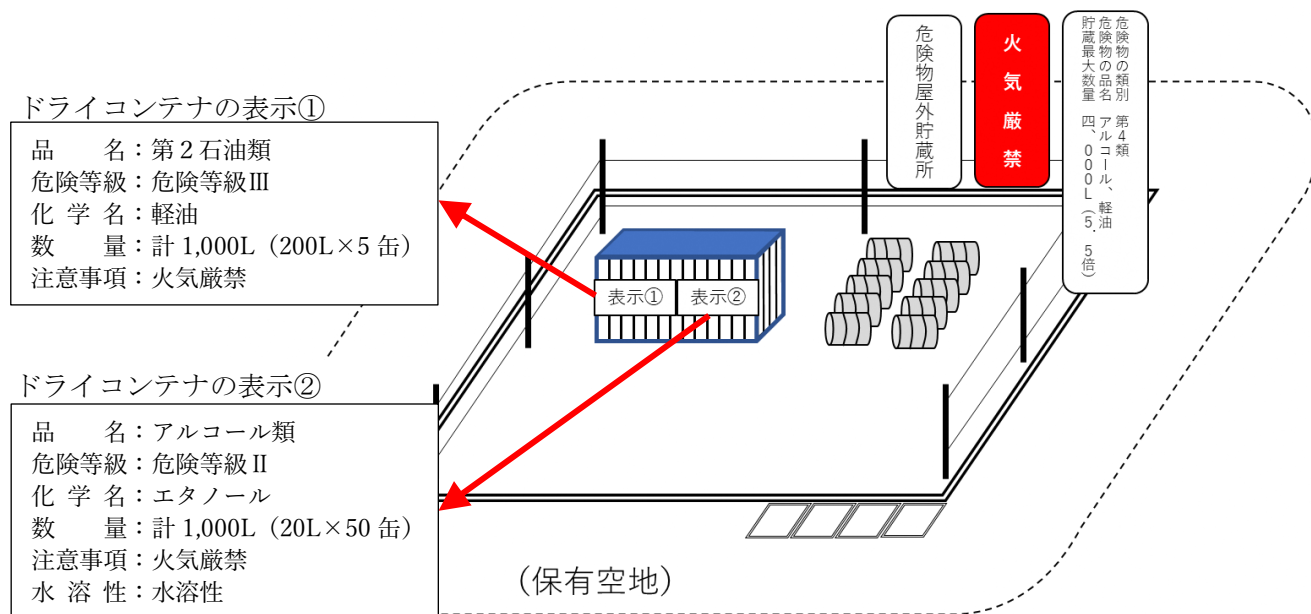 ドライコンテナの表示①
品　　名：第２石油類
危険等級：危険等級Ⅲ
化 学 名：軽油
数　　量：計 1,000L（200L×5 缶）
注意事項：火気厳禁
ドライコンテナの表示②
品　　名：アルコール類
危険等級：危険等級Ⅱ
化 学 名：エタノール
数　　量：計 1,000L（20L×50 缶）
注意事項：火気厳禁
水 溶 性：水溶性
表示①
表示②
危険物屋外貯蔵所
火気厳禁
危険物の類別　第４類
危険物の品名　アルコール、軽油
貯蔵最大数量　四、０００L（５．５倍）
（保有空地）